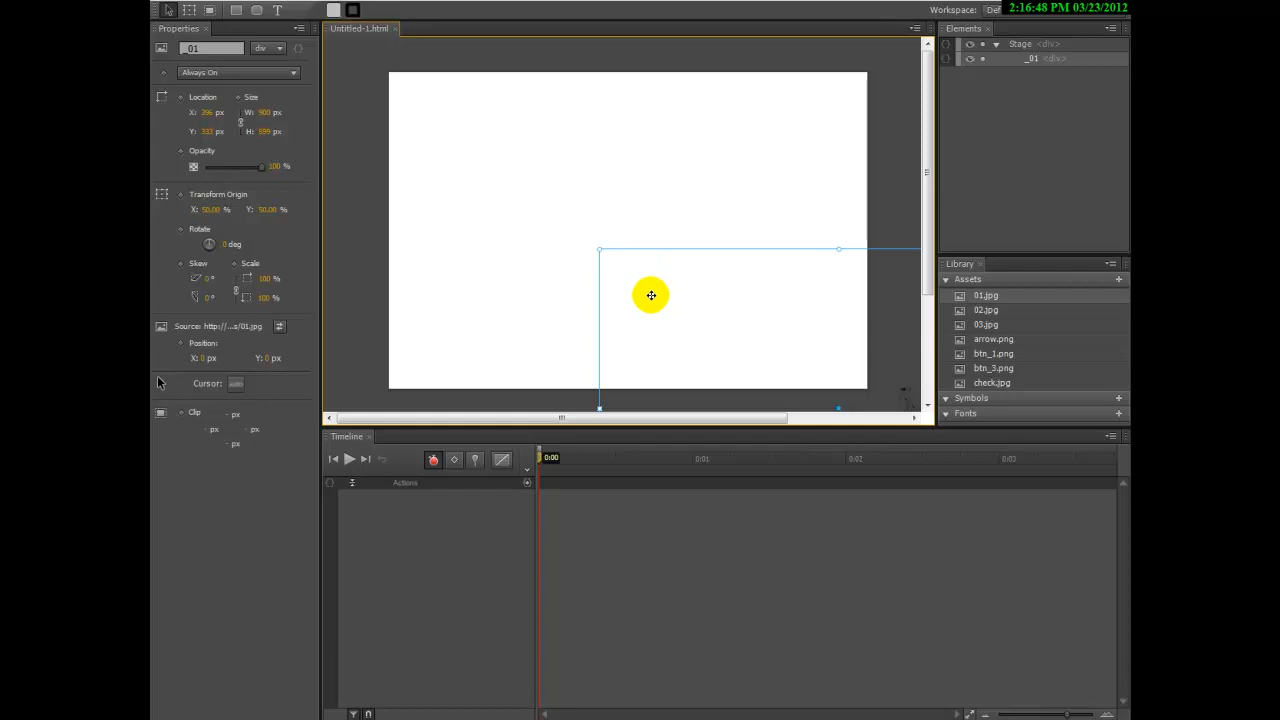 T
Workspace: De
2:16:48 PM 03/23/2012
Properties ×
Untitled-1.html ×
Elements ×
_01
div
Stage <div>
_01 <div>
Always On
Location
Size
X: 396 px
W: 900 px
Y: 333 px
H: 599 px
Opacity
100 %
Transform Origin
X: 50.00 %
Y: 50.00 %
Rotate
0 deg
Skew
Scale
0°
100 %
0°
100 %
Source: http://...s/01.jpg
Position:
X: 0 px
Y: 0 px
Cursor: auto
Clip
- px
- px
- px
- px
Library ×
Assets
01.jpg
02.jpg
03.jpg
arrow.png
btn_1.png
btn_3.png
check.jpg
Symbols
Fonts
Timeline ×
0:00
0:01
0:02
0:03
Actions